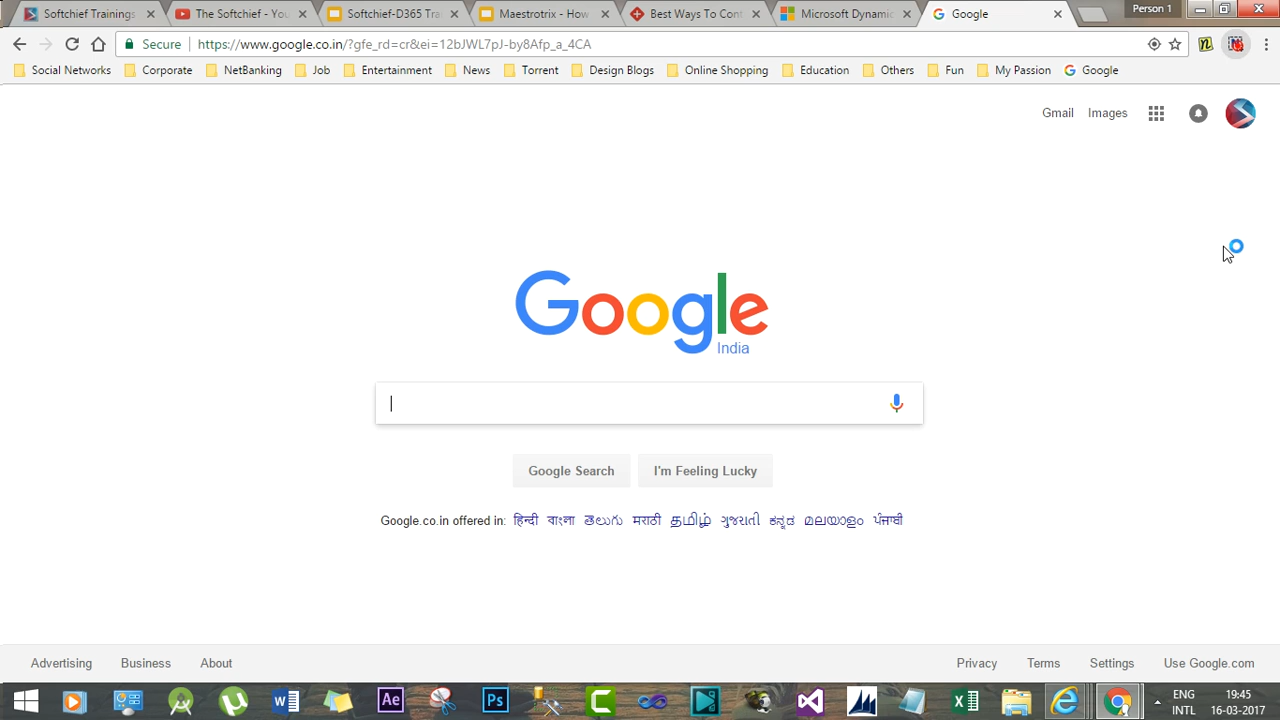 Softchief Trainings
The Softchief - You
Softchief-D365 Tra
Maestrotrix - How
Best Ways To Cont
Microsoft Dynamic
Google
Person 1
Secure
https://www.google.co.in/?gfe_rd=cr&ei=12bJWL7pJ-by8Afp_a_4CA
Social Networks
Corporate
NetBanking
Job
Entertainment
News
Torrent
Design Blogs
Online Shopping
Education
Others
Fun
My Passion
Google
Gmail Images
Google
India
Google Search
I'm Feeling Lucky
Google.co.in offered in: हिन्दी বাংলা తెలుగు मराठी தமிழ் ગુજરાતી ಕನ್ನಡ മലയാളം ਪੰਜਾਬੀ
Advertising Business About
Privacy Terms Settings Use Google.com
Ae
Ps
ENG
INTL
19:45
16-03-2017